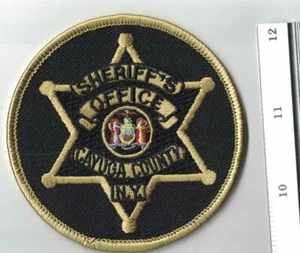 SHERIFF'S
OFFICE
CAYUGA COUNTY
N.Y.
12
11
10